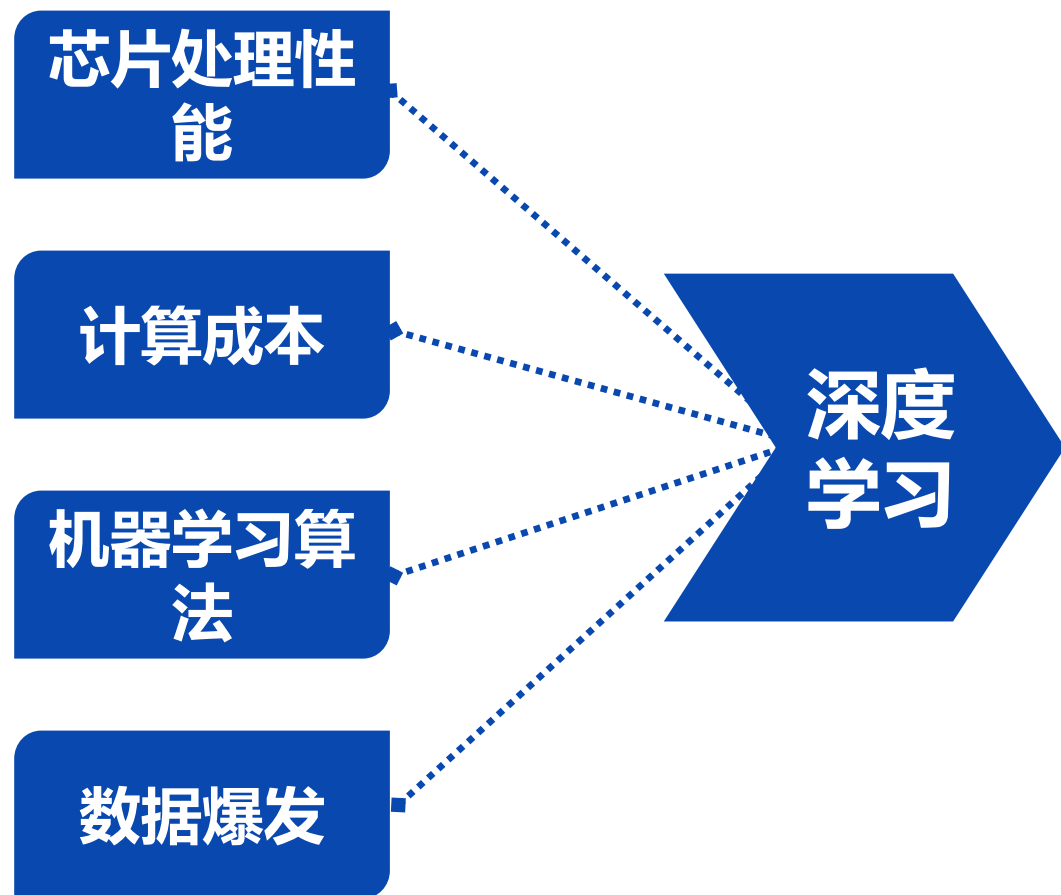 芯片处理性
能
计算成本
机器学习算
法
数据爆发
深度
学习